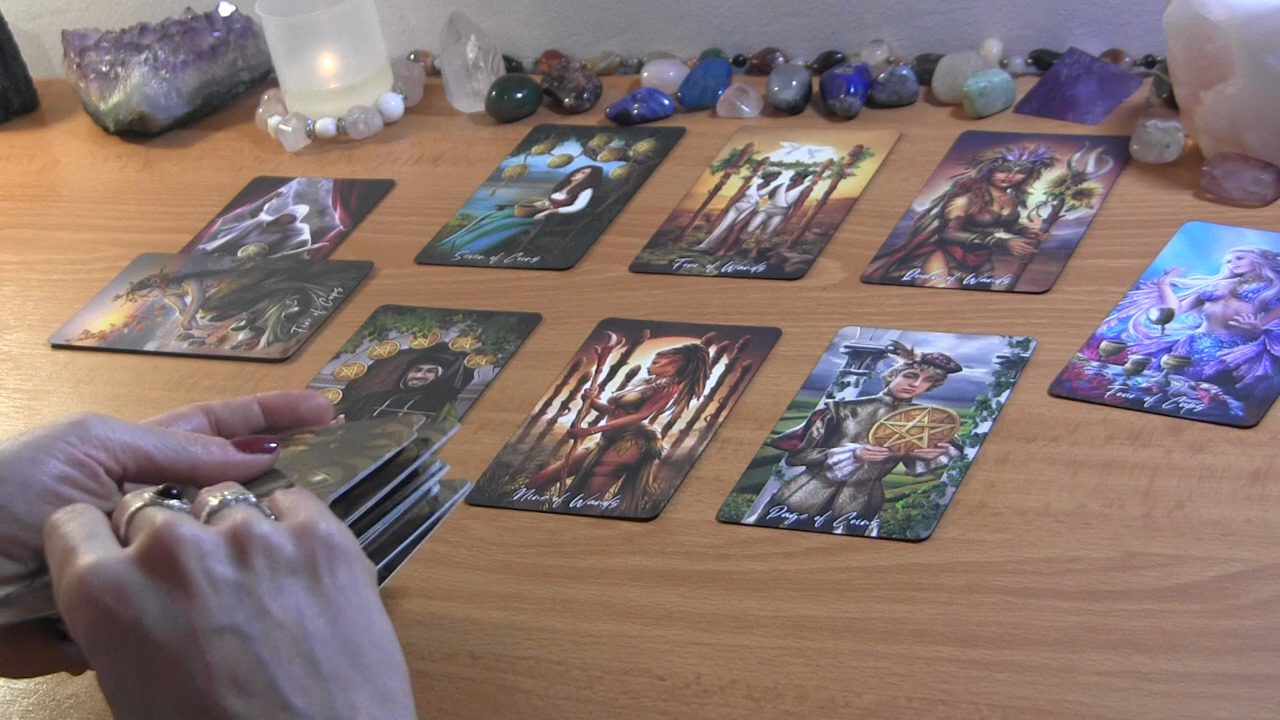 Seven of Coins
Four of Wands
Queen of Wands
Two of Cups
Four of Cups
Nine of Wands
Page of Coins